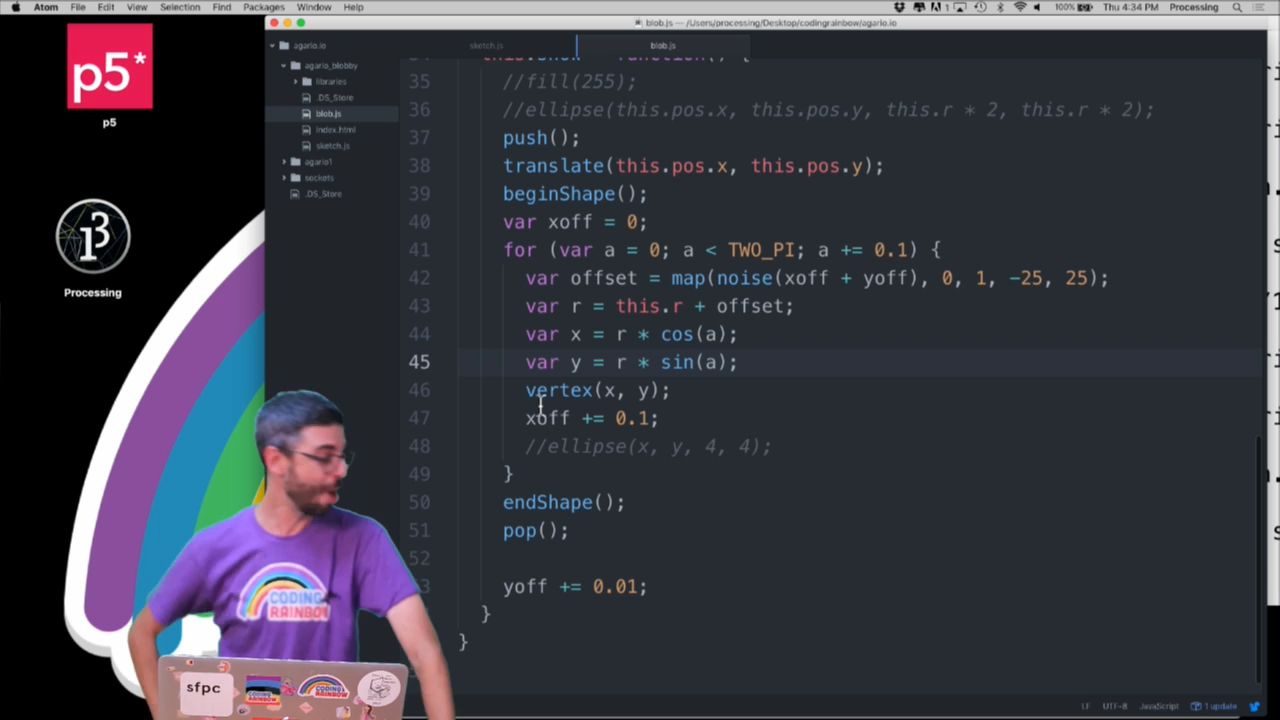 Atom File Edit View Selection Find Packages Window Help 100% Thu 4:34 PM Processing
blob.js — /Users/processing/Desktop/codingrainbow/agario.io
agario.io
sketch.js
blob.js
agario_blobby
libraries
.DS_Store
blob.js
index.html
sketch.js
agario1
sockets
.DS_Store
p5*
p5
Processing
35 //fill(255);
36 //ellipse(this.pos.x, this.pos.y, this.r * 2, this.r * 2);
37 push();
38 translate(this.pos.x, this.pos.y);
39 beginShape();
40 var xoff = 0;
41 for (var a = 0; a < TWO_PI; a += 0.1) {
42 var offset = map(noise(xoff + yoff), 0, 1, -25, 25);
43 var r = this.r + offset;
44 var x = r * cos(a);
45 var y = r * sin(a);
46 vertex(x, y);
47 xoff += 0.1;
48 //ellipse(x, y, 4, 4);
49 }
50 endShape();
51 pop();
52
yoff += 0.01;
}
}
CODING
RAINBOW
sfpc
LF UTF-8 JavaScript 1 update